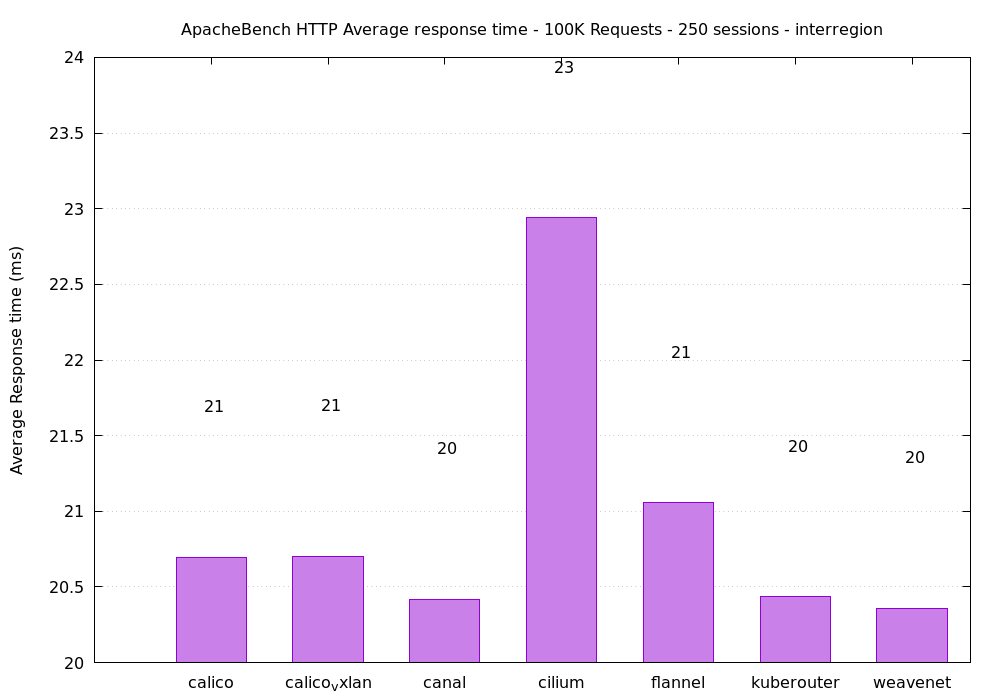 ApacheBench HTTP Average response time - 100K Requests - 250 sessions - interregion
Average Response time (ms)
24
23.5
23
22.5
22
21.5
21
20.5
20
21
21
20
23
21
20
20
calico
calicovxlan
canal
cilium
flannel
kuberouter
weavenet